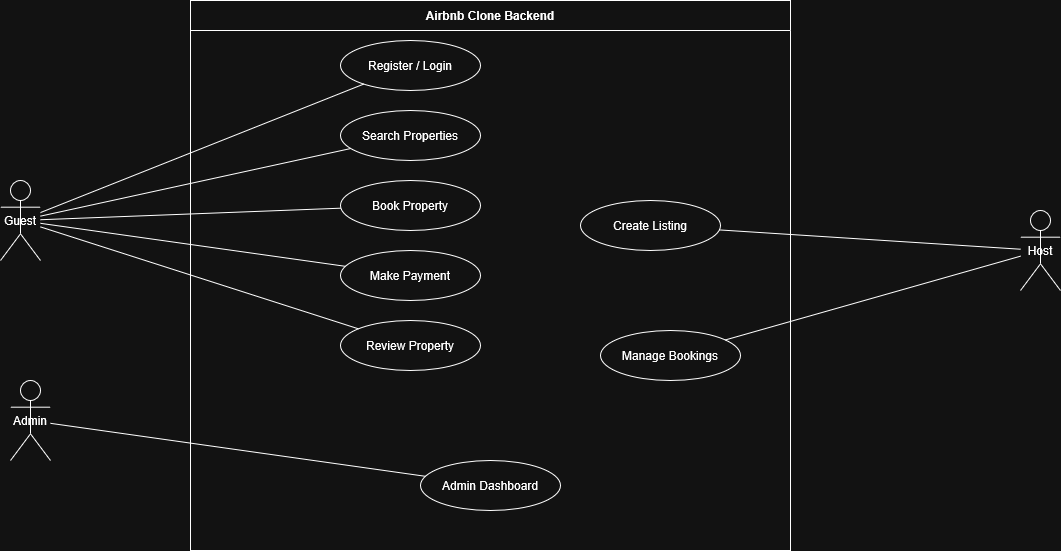 Airbnb Clone Backend
Register / Login
Search Properties
Guest
Book Property
Create Listing
Host
Make Payment
Review Property
Manage Bookings
Admin
Admin Dashboard